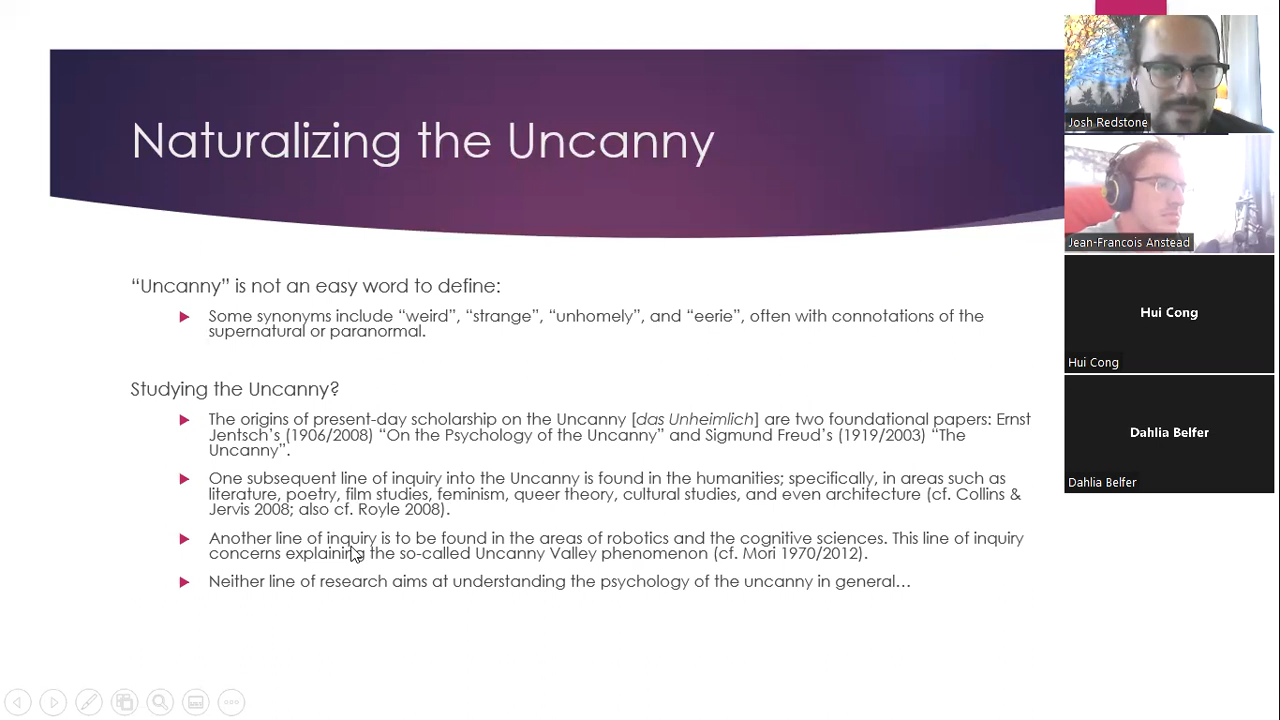 Naturalizing the Uncanny
“Uncanny” is not an easy word to define:
Some synonyms include “weird”, “strange”, “unhomely”, and “eerie”, often with connotations of the
supernatural or paranormal.
Studying the Uncanny?
The origins of present-day scholarship on the Uncanny [das Unheimlich] are two foundational papers: Ernst
Jentsch’s (1906/2008) “On the Psychology of the Uncanny” and Sigmund Freud’s (1919/2003) “The
Uncanny”.
One subsequent line of inquiry into the Uncanny is found in the humanities; specifically, in areas such as
literature, poetry, film studies, feminism, queer theory, cultural studies, and even architecture (cf. Collins &
Jervis 2008; also cf. Royle 2008).
Another line of inquiry is to be found in the areas of robotics and the cognitive sciences. This line of inquiry
concerns explaining the so-called Uncanny Valley phenomenon (cf. Mori 1970/2012).
Neither line of research aims at understanding the psychology of the uncanny in general…
Josh Redstone
Jean-Francois Anstead
Hui Cong
Hui Cong
Dahlia Belfer
Dahlia Belfer